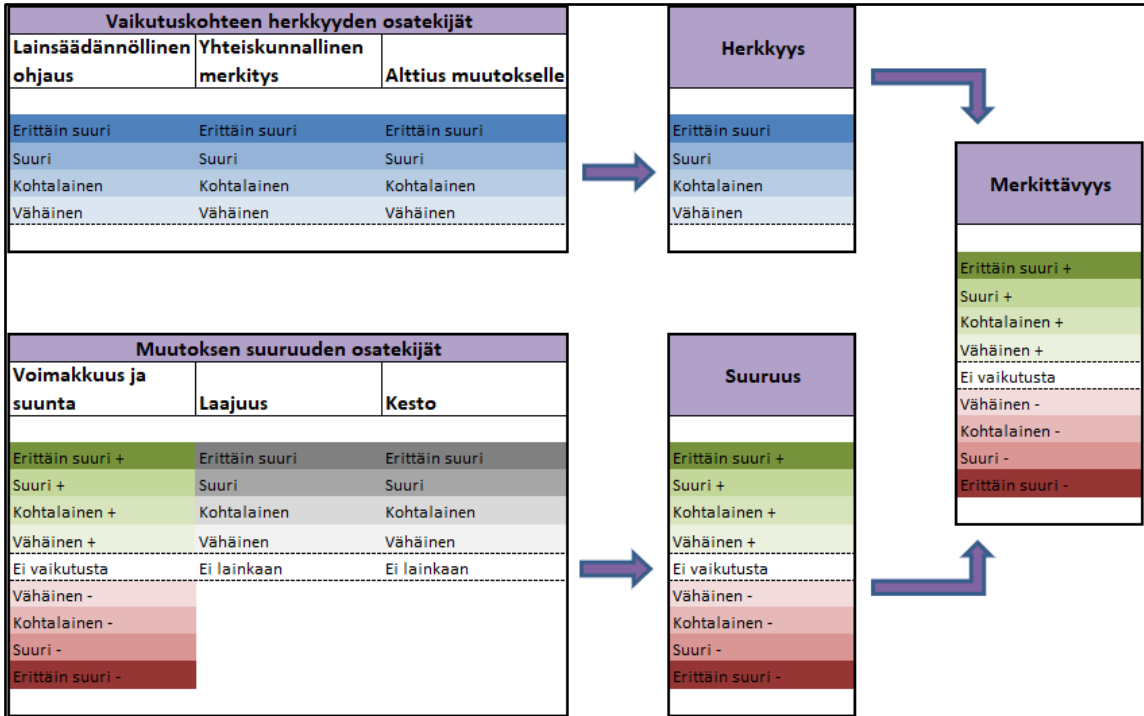 Vaikutuskohteen herkkyyden osatekijät
Lainsäädännöllinen ohjaus
Yhteiskunnallinen merkitys
Alttius muutokselle
Erittäin suuri Erittäin suuri Erittäin suuri
Suuri Suuri Suuri
Kohtalainen Kohtalainen Kohtalainen
Vähäinen Vähäinen Vähäinen
Herkkyys
Erittäin suuri
Suuri
Kohtalainen
Vähäinen
Muutoksen suuruuden osatekijät
Voimakkuus ja
suunta Laajuus Kesto
Erittäin suuri + Erittäin suuri Erittäin suuri
Suuri + Suuri Suuri
Kohtalainen + Kohtalainen Kohtalainen
Vähäinen + Vähäinen Vähäinen
Ei vaikutusta Ei lainkaan Ei lainkaan
Vähäinen -
Kohtalainen -
Suuri -
Erittäin suuri -
Suuruus
Erittäin suuri +
Suuri +
Kohtalainen +
Vähäinen +
Ei vaikutusta
Vähäinen -
Kohtalainen -
Suuri -
Erittäin suuri -
Merkittävyys
Erittäin suuri +
Suuri +
Kohtalainen +
Vähäinen +
Ei vaikutusta
Vähäinen -
Kohtalainen -
Suuri -
Erittäin suuri -